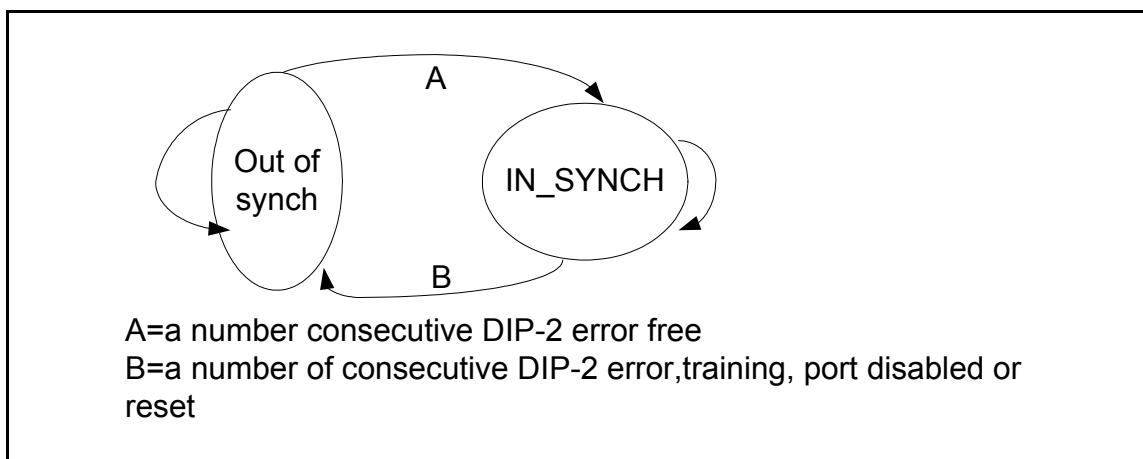 A
Out of
synch
IN_SYNCH
B
A=a number consecutive DIP-2 error free
B=a number of consecutive DIP-2 error,training, port disabled or
reset